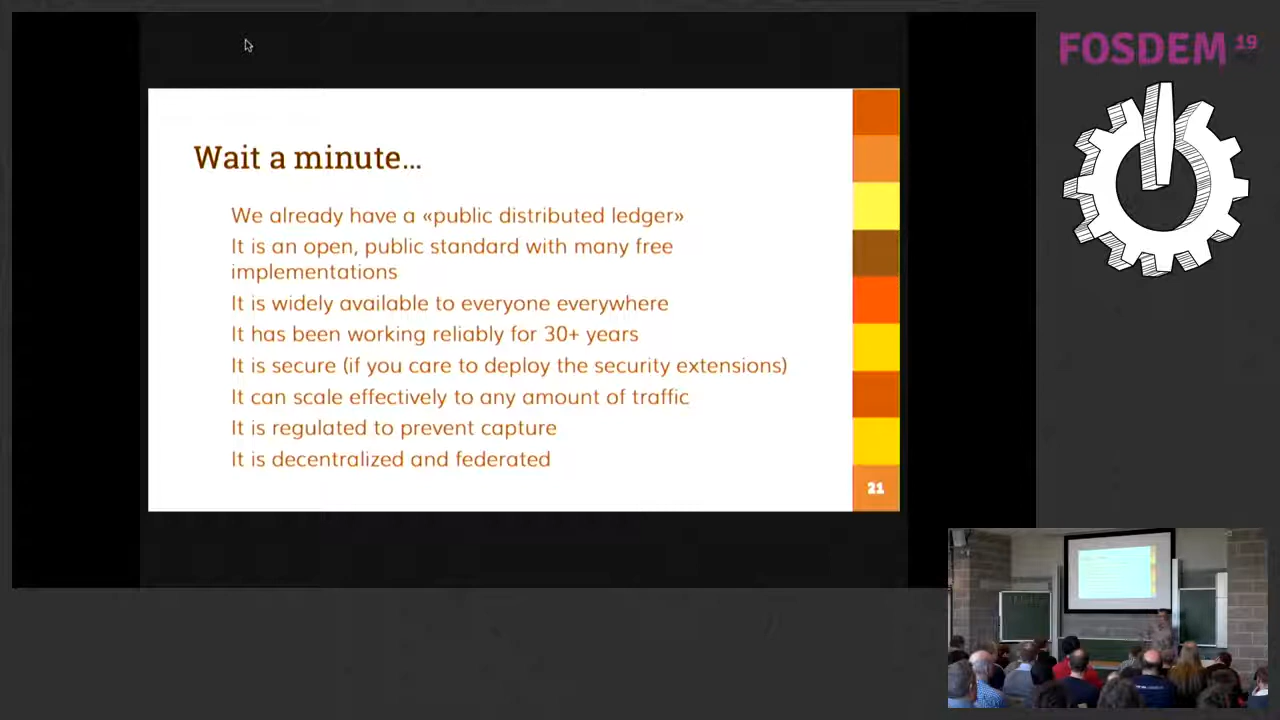 FOSDEM 19
Wait a minute...
We already have a «public distributed ledger»
It is an open, public standard with many free
implementations
It is widely available to everyone everywhere
It has been working reliably for 30+ years
It is secure (if you care to deploy the security extensions)
It can scale effectively to any amount of traffic
It is regulated to prevent capture
It is decentralized and federated
21